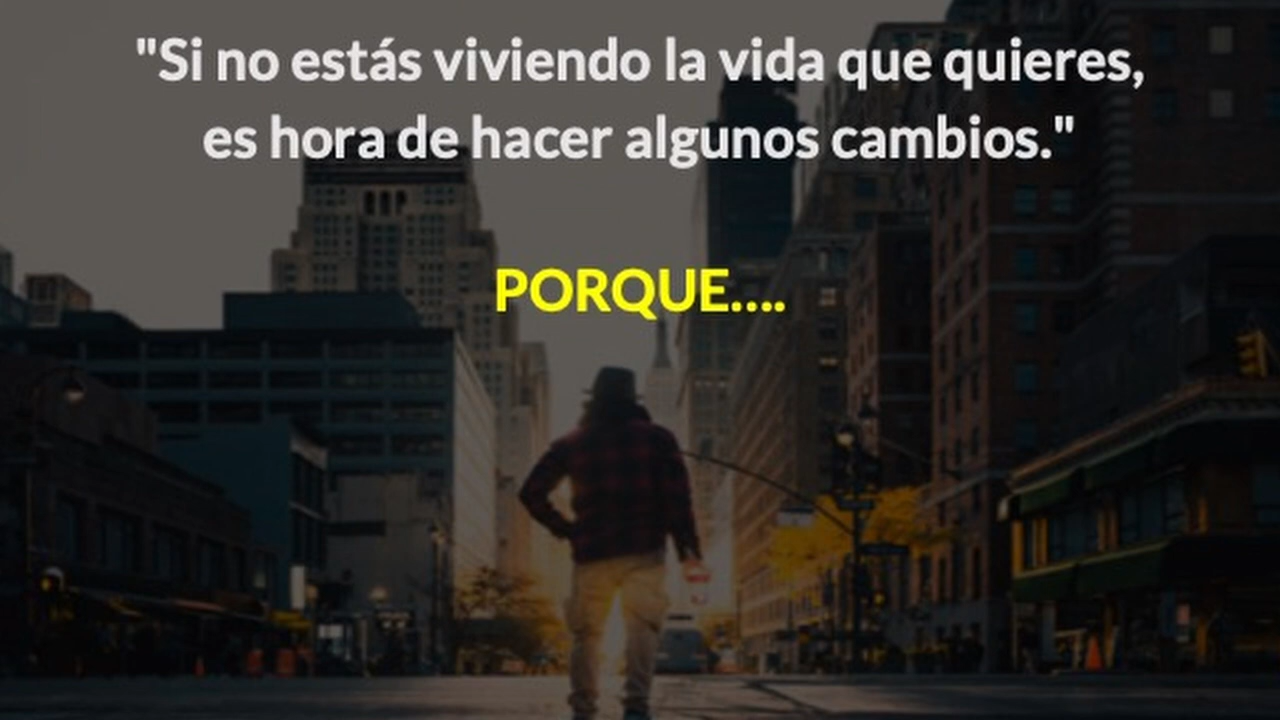 "Si no estás viviendo la vida que quieres,
es hora de hacer algunos cambios."
PORQUE....